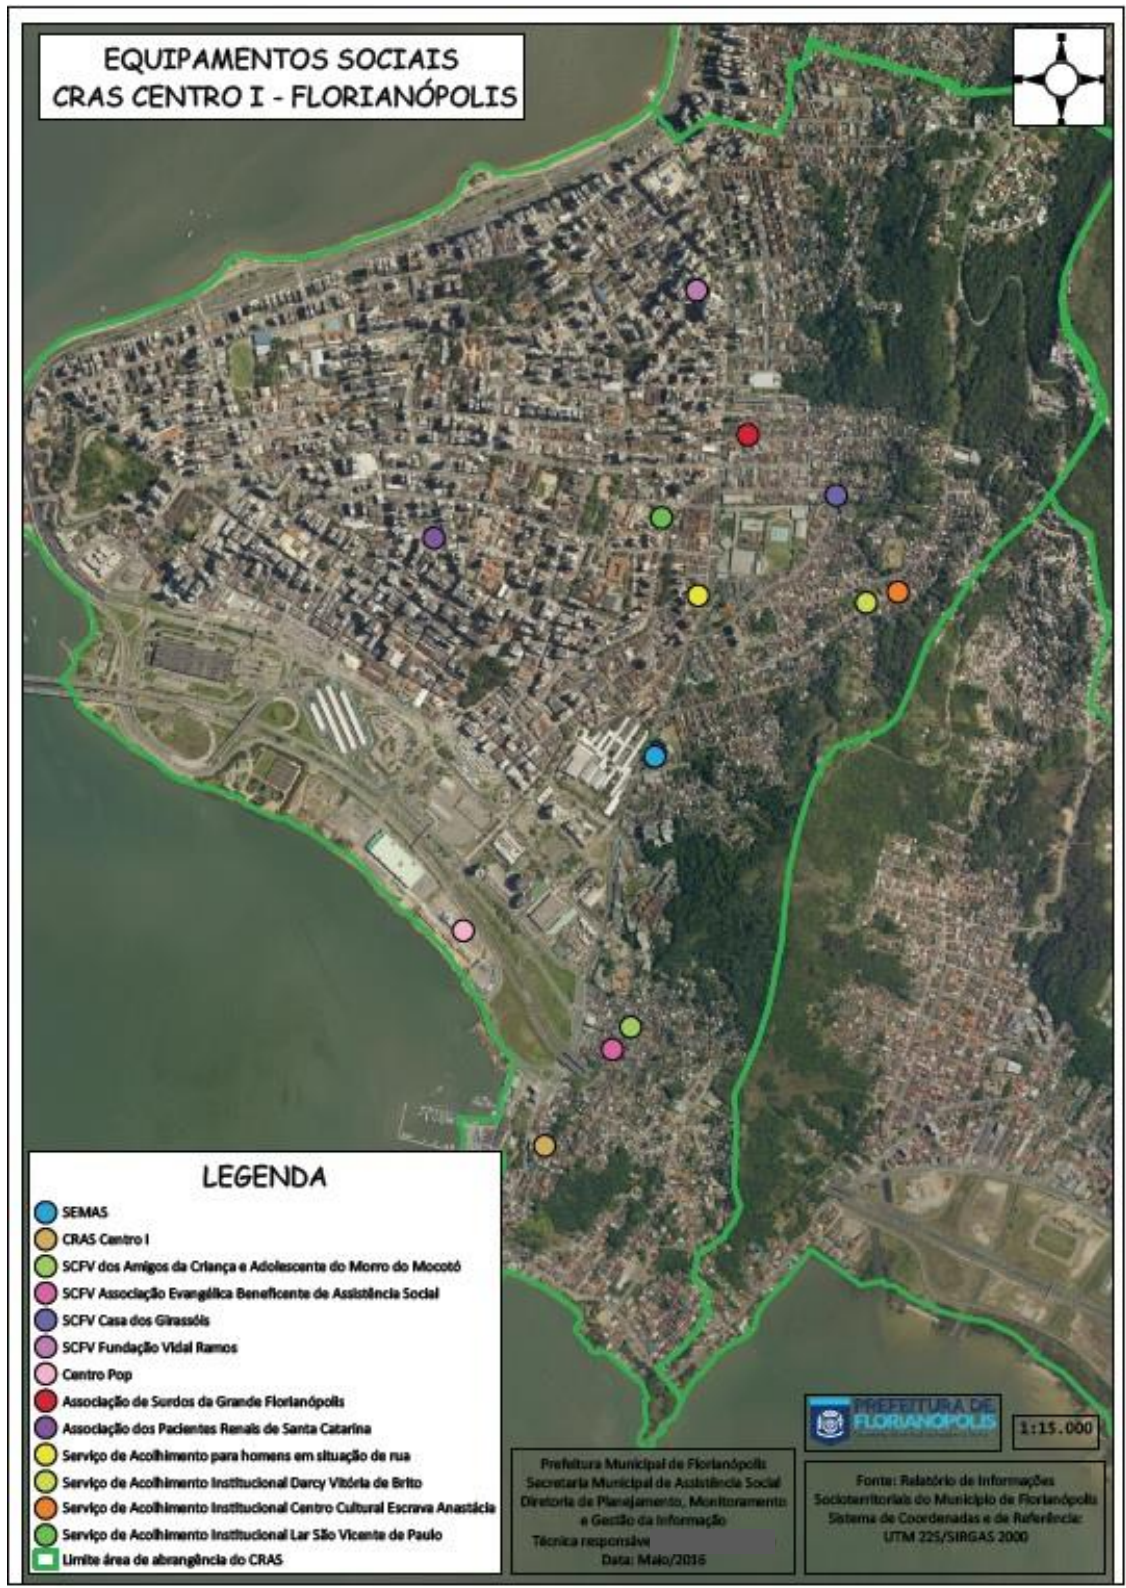 EQUIPAMENTOS SOCIAIS
CRAS CENTRO I - FLORIANÓPOLIS
LEGENDA
SEMAS
CRAS Centro I
SCFV dos Amigos da Criança e Adolescente do Morro do Mocotó
SCFV Associação Evangélica Beneficente de Assistência Social
SCFV Casa dos Girassóis
SCFV Fundação Vidal Ramos
Centro Pop
Associação de Surdos da Grande Florianópolis
Associação dos Pacientes Renais de Santa Catarina
Serviço de Acolhimento para homens em situação de rua
Serviço de Acolhimento Institucional Darcy Vitória de Brito
Serviço de Acolhimento Institucional Centro Cultural Escrava Anastácia
Serviço de Acolhimento Institucional Lar São Vicente de Paulo
Limite área de abrangência do CRAS
Prefeitura Municipal de Florianópolis
Secretaria Municipal de Assistência Social
Diretoria de Planejamento, Monitoramento
e Gestão da Informação
Técnica responsáve
Data: Maio/2016
PREFEITURA DE
FLORIANÓPOLIS
1:15.000
Fonte: Relatório de Informações
Socioterritoriais do Município de Florianópolis
Sistema de Coordenadas e de Referência:
UTM 22S/SIRGAS 2000